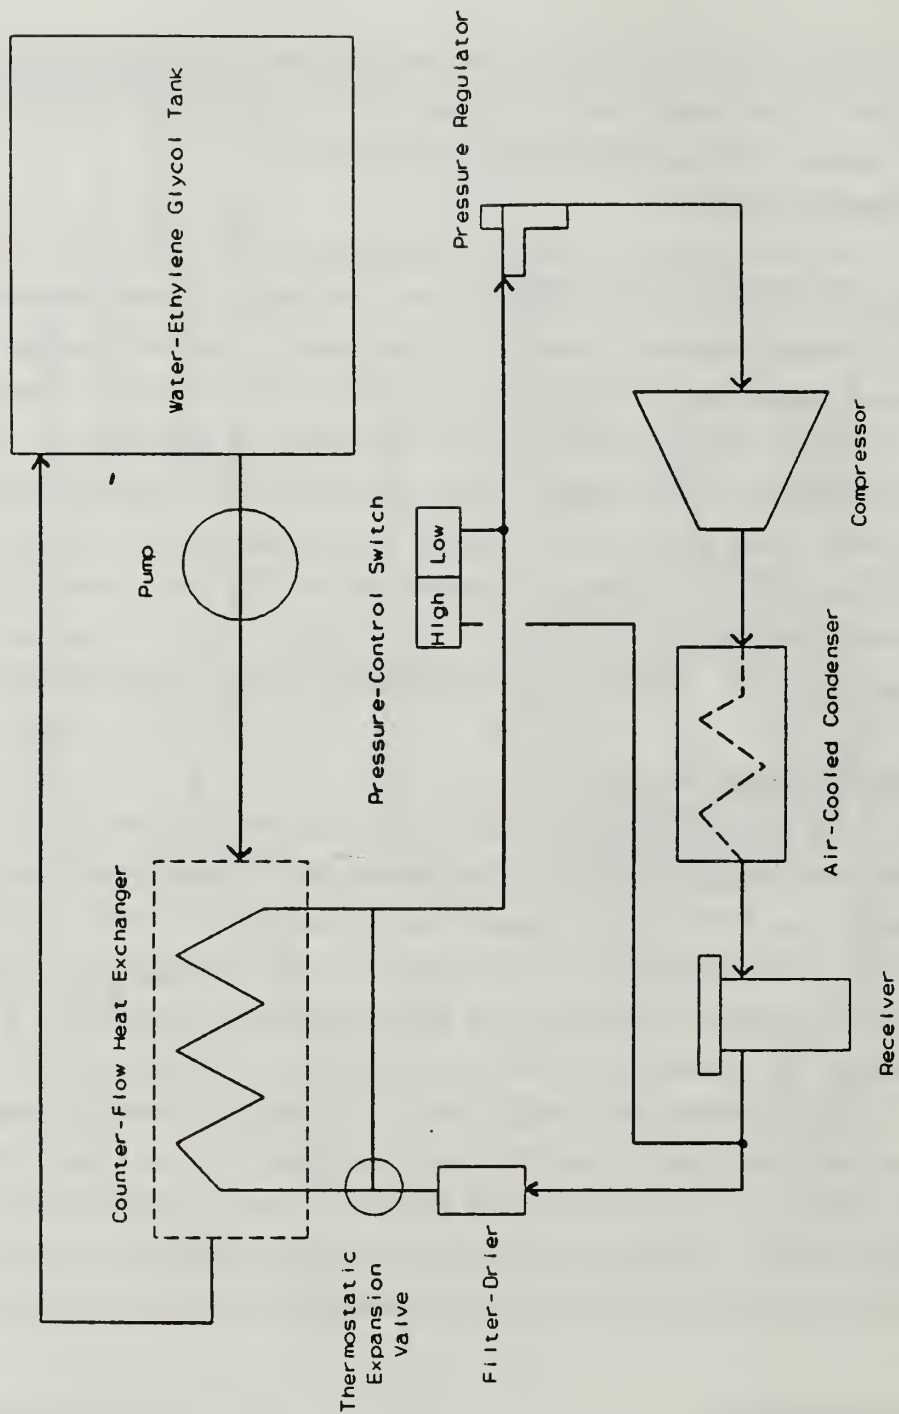 Water-Ethylene Glycol Tank
Pump
Counter-Flow Heat Exchanger
Pressure-Control Switch
High
Low
Pressure Regulator
Thermostatic
Expansion
Valve
Filter-Drier
Compressor
Air-Cooled Condenser
Receiver